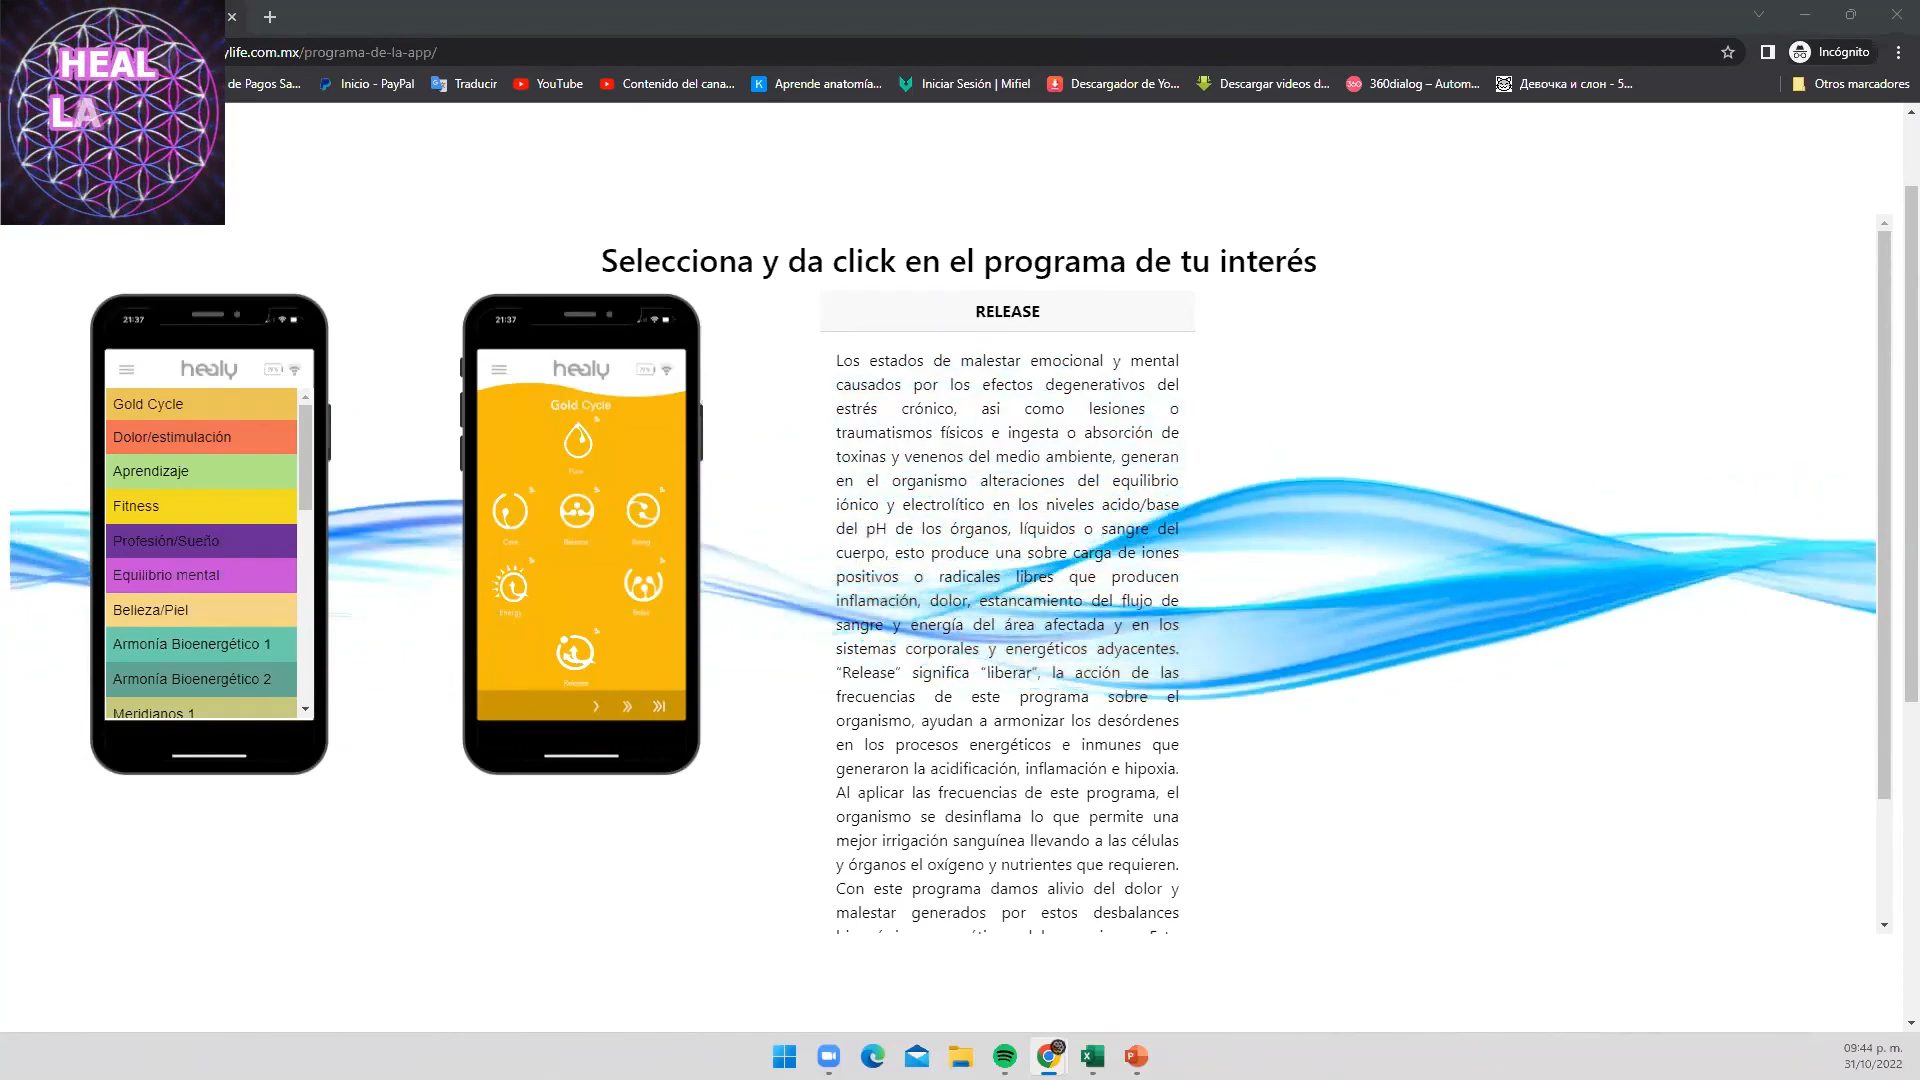 HEAL
LA
ylife.com.mx/programa-de-la-app/
Incógnito
de Pagos Sa...
Inicio - PayPal
Traducir
YouTube
Contenido del cana...
Aprende anatomía...
Iniciar Sesión | Mifiel
Descargador de Yo...
Descargar videos d...
360dialog – Autom...
Девочка и слон - 5...
Otros marcadores
Selecciona y da click en el programa de tu interés
21:37
healy
Gold Cycle
Dolor/estimulación
Aprendizaje
Fitness
Profesión/Sueño
Equilibrio mental
Belleza/Piel
Armonía Bioenergético 1
Armonía Bioenergético 2
Meridianos 1
21:37
healy
Gold Cycle
Pure
Care
Balance
Being
Energy
Relax
Release
RELEASE
Los estados de malestar emocional y mental
causados por los efectos degenerativos del
estrés crónico, asi como lesiones o
traumatismos físicos e ingesta o absorción de
toxinas y venenos del medio ambiente, generan
en el organismo alteraciones del equilibrio
iónico y electrolítico en los niveles acido/base
del pH de los órganos, líquidos o sangre del
cuerpo, esto produce una sobre carga de iones
positivos o radicales libres que producen
inflamación, dolor, estancamiento del flujo de
sangre y energía del área afectada y en los
sistemas corporales y energéticos adyacentes.
“Release” significa “liberar”, la acción de las
frecuencias de este programa sobre el
organismo, ayudan a armonizar los desórdenes
en los procesos energéticos e inmunes que
generaron la acidificación, inflamación e hipoxia.
Al aplicar las frecuencias de este programa, el
organismo se desinflama lo que permite una
mejor irrigación sanguínea llevando a las células
y órganos el oxígeno y nutrientes que requieren.
Con este programa damos alivio del dolor y
malestar generados por estos desbalances
09:44 p. m.
31/10/2022